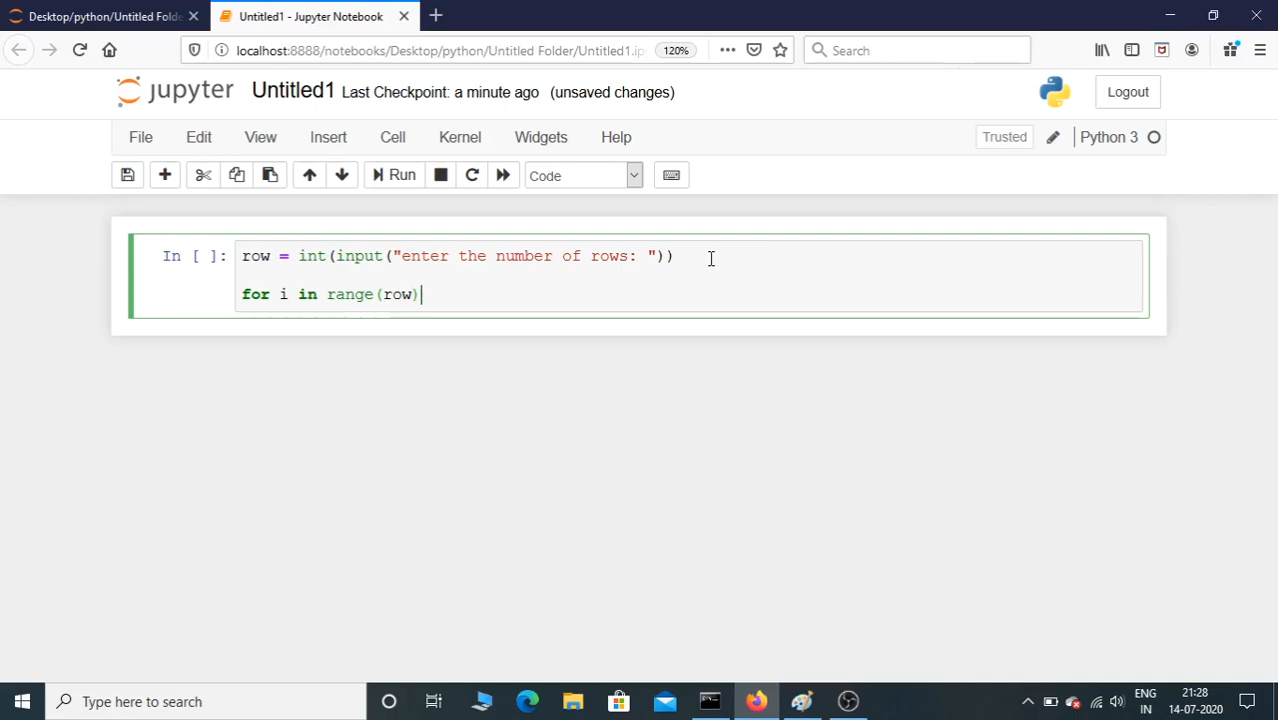 Desktop/python/Untitled Folde
Untitled1 - Jupyter Notebook
localhost:8888/notebooks/Desktop/python/Untitled Folder/Untitled1.ip
120%
Search
jupyter Untitled1 Last Checkpoint: a minute ago (unsaved changes)
Logout
File Edit View Insert Cell Kernel Widgets Help
Trusted
Python 3
Run
Code
In [ ]: row = int(input("enter the number of rows: "))
for i in range(row)
Type here to search
ENG
IN
21:28
14-07-2020